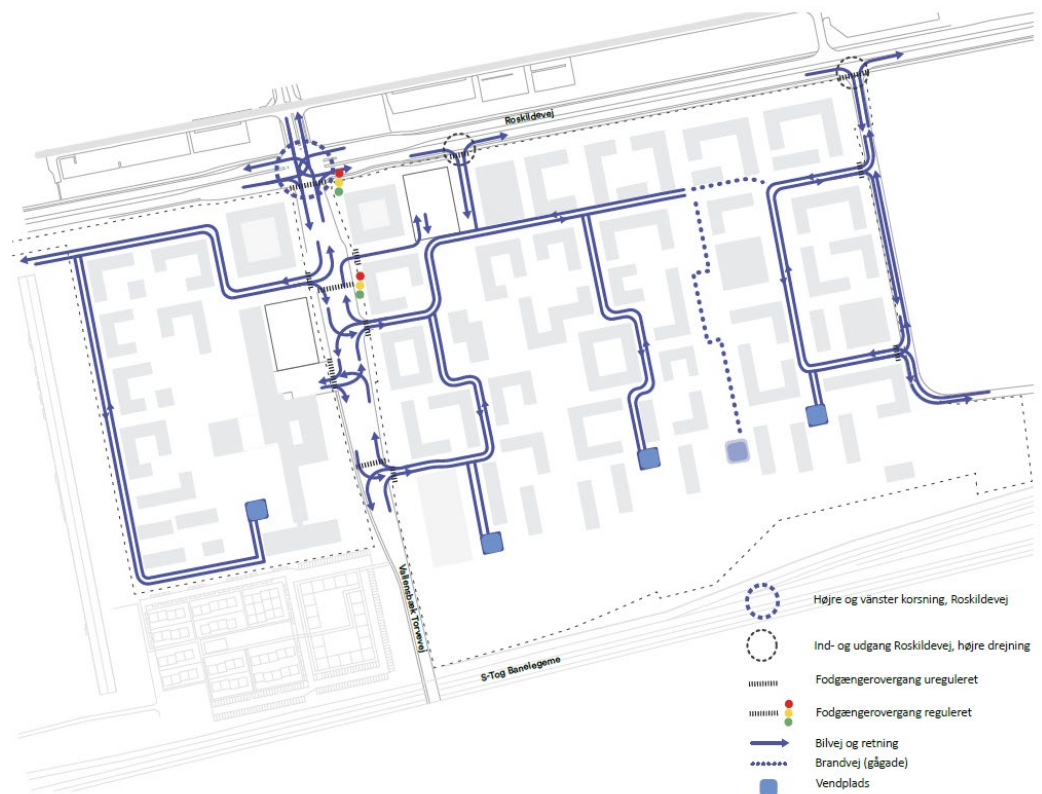 Roskildevej
Vallensbæk Torvevej
S-Tog Banelegeme
Højre og vänster korsning, Roskildevej
Ind- og udgang Roskildevej, højre drejning
Fodgængerovergang ureguleret
Fodgængerovergang reguleret
Bilvej og retning
Brandvej (gågade)
Vendplads